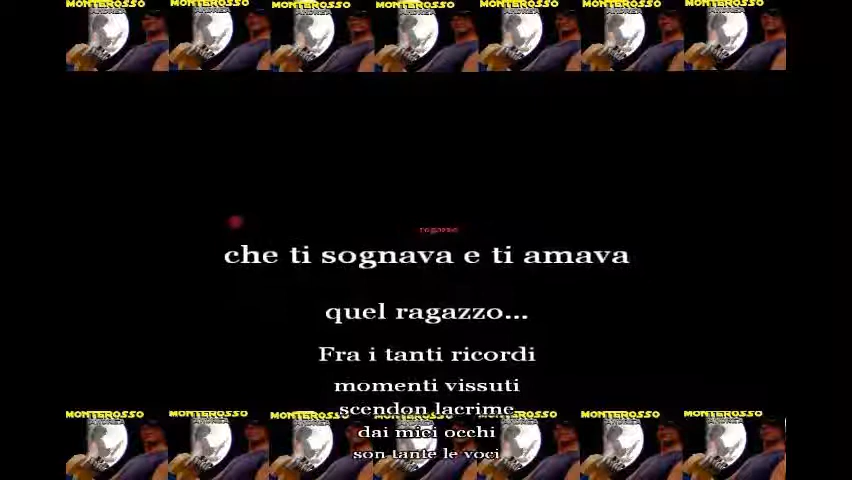 MONTEROSSO MONTEROSSO MONTEROSSO MONTEROSSO MONTEROSSO MONTEROSSO MONTEROSSO
ragazzo
che ti sognava e ti amava
quel ragazzo...
Fra i tanti ricordi
momenti vissuti
scendon lacrime
dai miei occhi
son tante le voci
MONTEROSSO MONTEROSSO MONTEROSSO MONTEROSSO MONTEROSSO MONTEROSSO MONTEROSSO